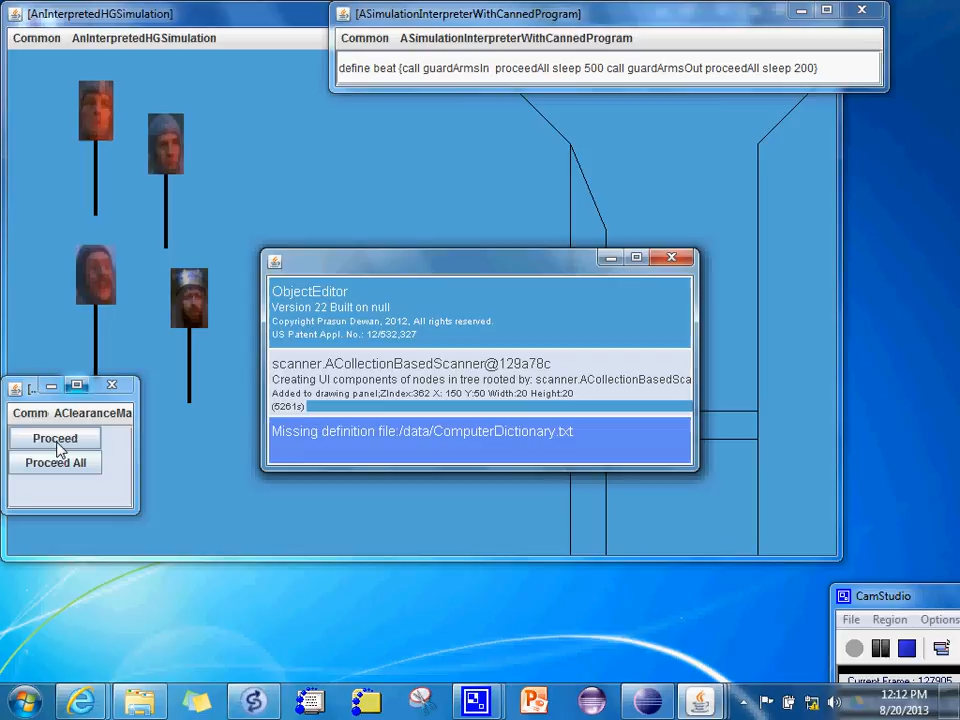 [AnInterpretedHGSimulation]
Common AnInterpretedHGSimulation
[ASimulationInterpreterWithCannedProgram]
Common ASimulationInterpreterWithCannedProgram
define beat {call guardArmsIn proceedAll sleep 500 call guardArmsOut proceedAll sleep 200}
ObjectEditor
Version 22 Built on null
Copyright Prasun Dewan, 2012, All rights reserved.
US Patent Appl. No.: 12/532,327
scanner.ACollectionBasedScanner@129a78c
Creating UI components of nodes in tree rooted by: scanner.ACollectionBasedSca
Added to drawing panel;ZIndex:362 X: 150 Y:50 Width:20 Height:20
(5261s)
Missing definition file:/data/ComputerDictionary.txt
[..
Comm AClearanceMa
Proceed
Proceed All
CamStudio
File Region Options
Current Frame : 127905
12:12 PM
8/20/2013